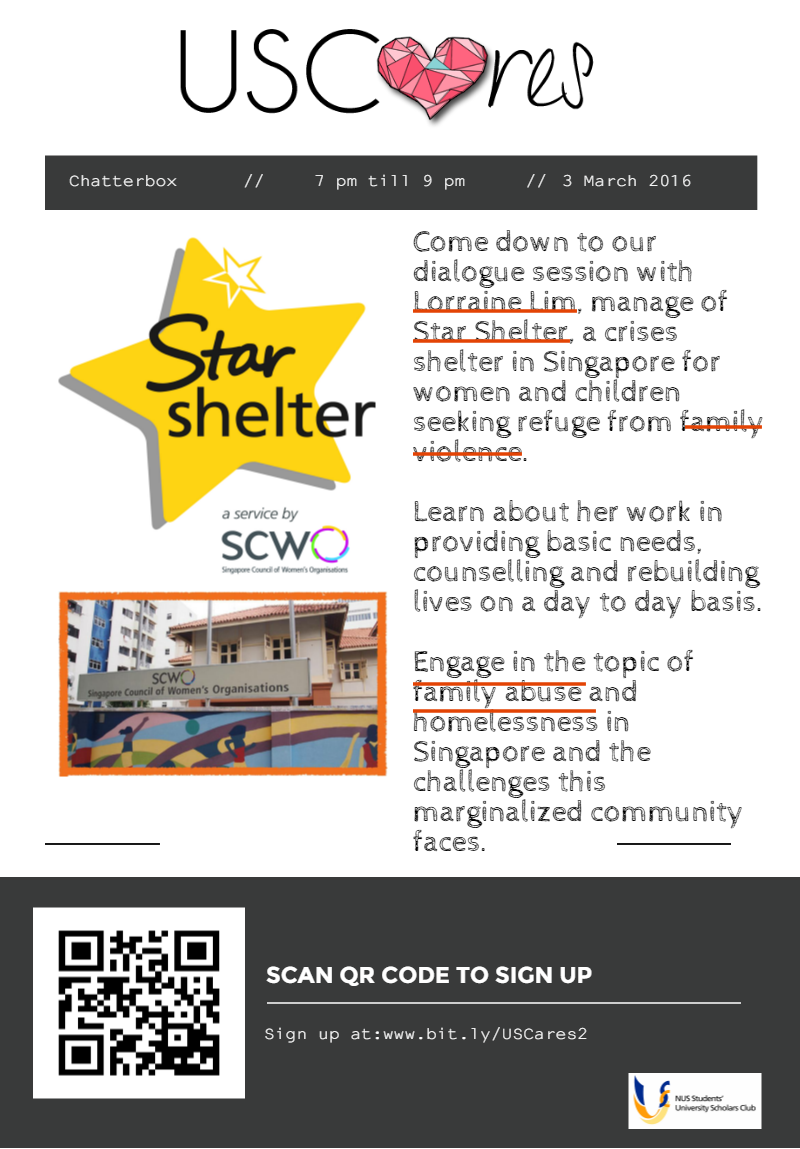 USCares
Chatterbox // 7 pm till 9 pm // 3 March 2016
Star
shelter
a service by
SCWO
Singapore Council of Women's Organisations
SCWO
Singapore Council of Women's Organisations
Come down to our
dialogue session with
Lorraine Lim, manage of
Star Shelter, a crises
shelter in Singapore for
women and children
seeking refuge from family
violence.
Learn about her work in
providing basic needs,
counselling and rebuilding
lives on a day to day basis.
Engage in the topic of
family abuse and
homelessness in
Singapore and the
challenges this
marginalized community
faces.
SCAN QR CODE TO SIGN UP
Sign up at:www.bit.ly/USCares2
NUS Students'
University Scholars Club